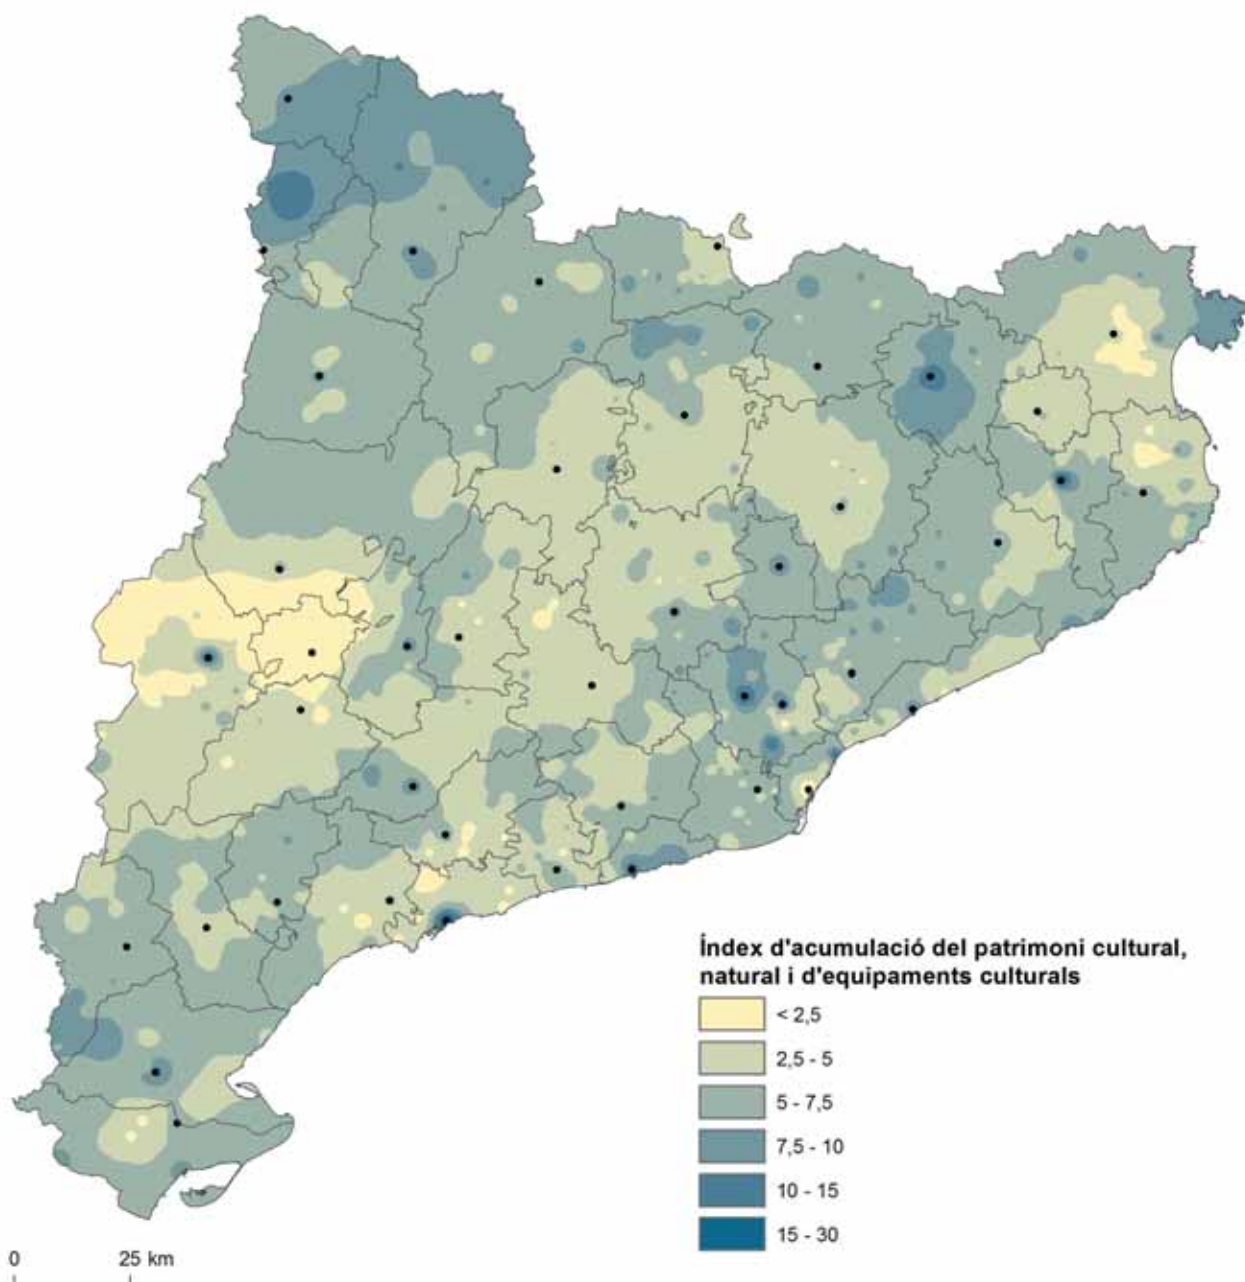 Índex d'acumulació del patrimoni cultural,
natural i d'equipaments culturals
< 2,5
2,5 - 5
5 - 7,5
7,5 - 10
10 - 15
15 - 30
0 25 km